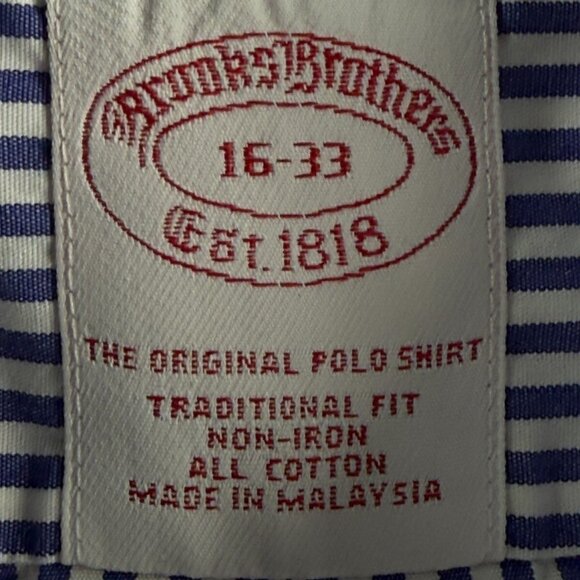 Brooks Brothers
16-33
Est. 1818
THE ORIGINAL POLO SHIRT
TRADITIONAL FIT
NON-IRON
ALL COTTON
MADE IN MALAYSIA